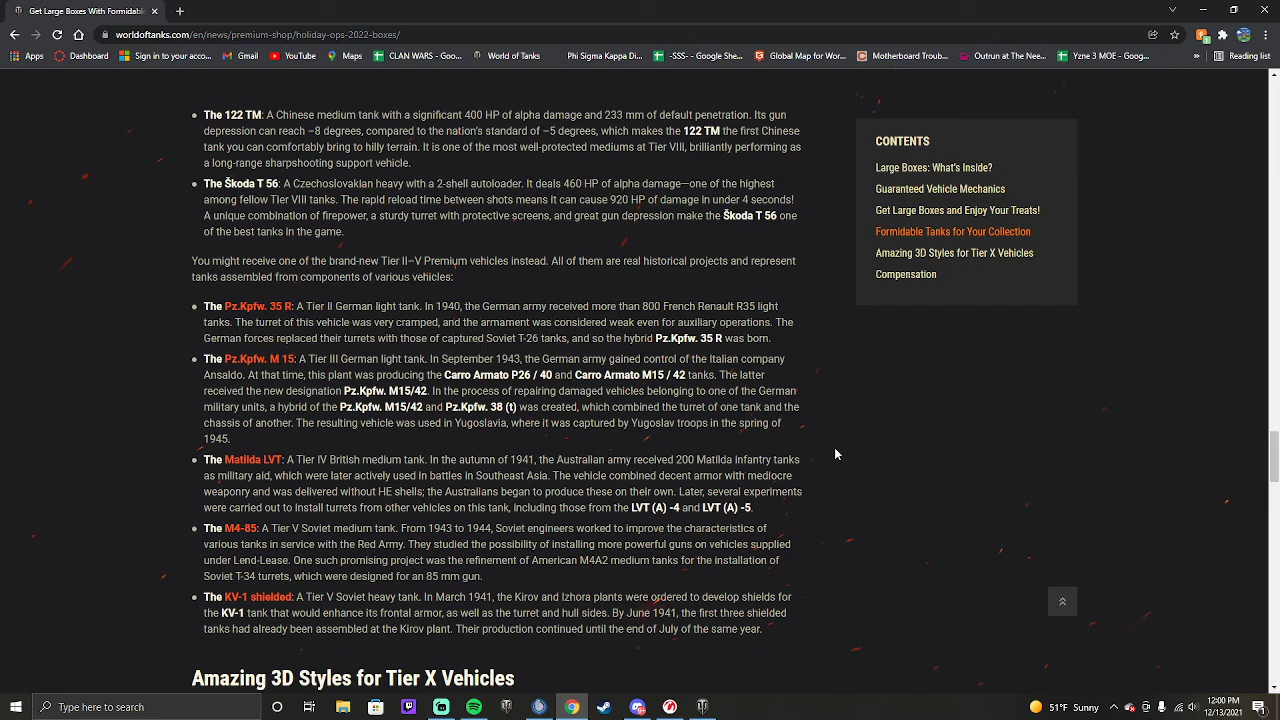 Get Large Boxes With Formidabl
worldoftanks.com/en/news/premium-shop/holiday-ops-2022-boxes/
Apps Dashboard Sign in to your acco... Gmail YouTube Maps CLAN WARS - Goo... World of Tanks Phi Sigma Kappa Di... -SSS- - Google She... Global Map for Wor... Motherboard Troub... Outrun at The Nee... Yzne 3 MOE - Goog... » Reading list
The 122 TM: A Chinese medium tank with a significant 400 HP of alpha damage and 233 mm of default penetration. Its gun
depression can reach –8 degrees, compared to the nation's standard of –5 degrees, which makes the 122 TM the first Chinese
tank you can comfortably bring to hilly terrain. It is one of the most well-protected mediums at Tier VIII, brilliantly performing as
a long-range sharpshooting support vehicle.
The Škoda T 56: A Czechoslovakian heavy with a 2-shell autoloader. It deals 460 HP of alpha damage—one of the highest
among fellow Tier VIII tanks. The rapid reload time between shots means it can cause 920 HP of damage in under 4 seconds!
A unique combination of firepower, a sturdy turret with protective screens, and great gun depression make the Škoda T 56 one
of the best tanks in the game.
You might receive one of the brand-new Tier II–V Premium vehicles instead. All of them are real historical projects and represent
tanks assembled from components of various vehicles:
The Pz.Kpfw. 35 R: A Tier II German light tank. In 1940, the German army received more than 800 French Renault R35 light
tanks. The turret of this vehicle was very cramped, and the armament was considered weak even for auxiliary operations. The
German forces replaced their turrets with those of captured Soviet T-26 tanks, and so the hybrid Pz.Kpfw. 35 R was born.
The Pz.Kpfw. M 15: A Tier III German light tank. In September 1943, the German army gained control of the Italian company
Ansaldo. At that time, this plant was producing the Carro Armato P26 / 40 and Carro Armato M15 / 42 tanks. The latter
received the new designation Pz.Kpfw. M15/42. In the process of repairing damaged vehicles belonging to one of the German
military units, a hybrid of the Pz.Kpfw. M15/42 and Pz.Kpfw. 38 (t) was created, which combined the turret of one tank and the
chassis of another. The resulting vehicle was used in Yugoslavia, where it was captured by Yugoslav troops in the spring of
1945.
The Matilda LVT: A Tier IV British medium tank. In the autumn of 1941, the Australian army received 200 Matilda infantry tanks
as military aid, which were later actively used in battles in Southeast Asia. The vehicle combined decent armor with mediocre
weaponry and was delivered without HE shells; the Australians began to produce these on their own. Later, several experiments
were carried out to install turrets from other vehicles on this tank, including those from the LVT (A) -4 and LVT (A) -5.
The M4-85: A Tier V Soviet medium tank. From 1943 to 1944, Soviet engineers worked to improve the characteristics of
various tanks in service with the Red Army. They studied the possibility of installing more powerful guns on vehicles supplied
under Lend-Lease. One such promising project was the refinement of American M4A2 medium tanks for the installation of
Soviet T-34 turrets, which were designed for an 85 mm gun.
The KV-1 shielded: A Tier V Soviet heavy tank. In March 1941, the Kirov and Izhora plants were ordered to develop shields for
the KV-1 tank that would enhance its frontal armor, as well as the turret and hull sides. By June 1941, the first three shielded
tanks had already been assembled at the Kirov plant. Their production continued until the end of July of the same year.
Amazing 3D Styles for Tier X Vehicles
CONTENTS
Large Boxes: What's Inside?
Guaranteed Vehicle Mechanics
Get Large Boxes and Enjoy Your Treats!
Formidable Tanks for Your Collection
Amazing 3D Styles for Tier X Vehicles
Compensation
Type here to search
51°F Sunny
12:00 PM
12/13/2021